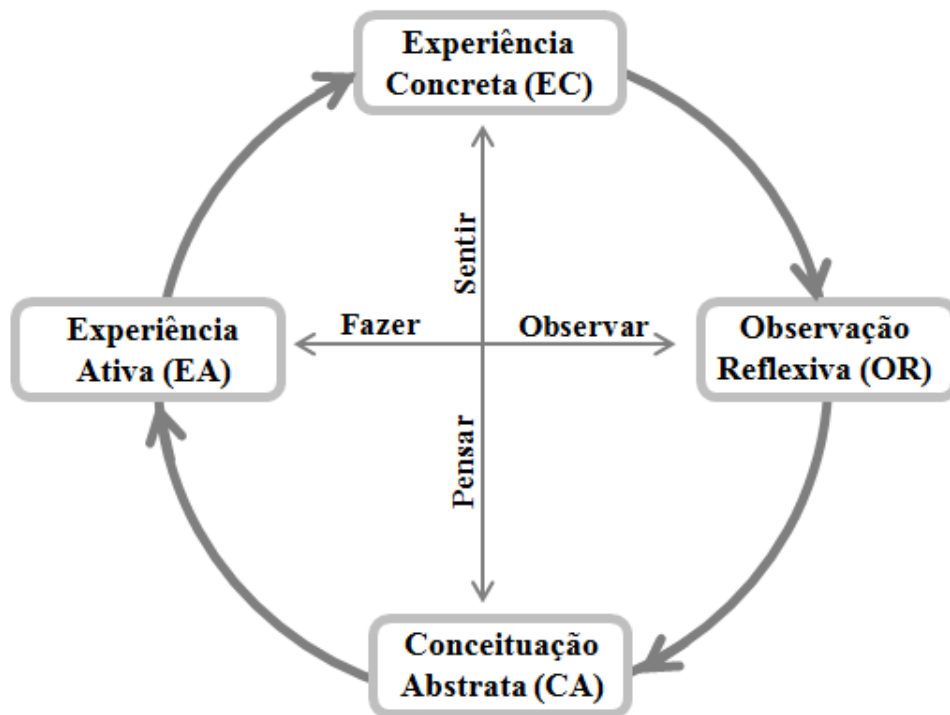 Experiência
Concreta (EC)
Sentir
Fazer
Observar
Experiência
Ativa (EA)
Observação
Reflexiva (OR)
Pensar
Conceituação
Abstrata (CA)